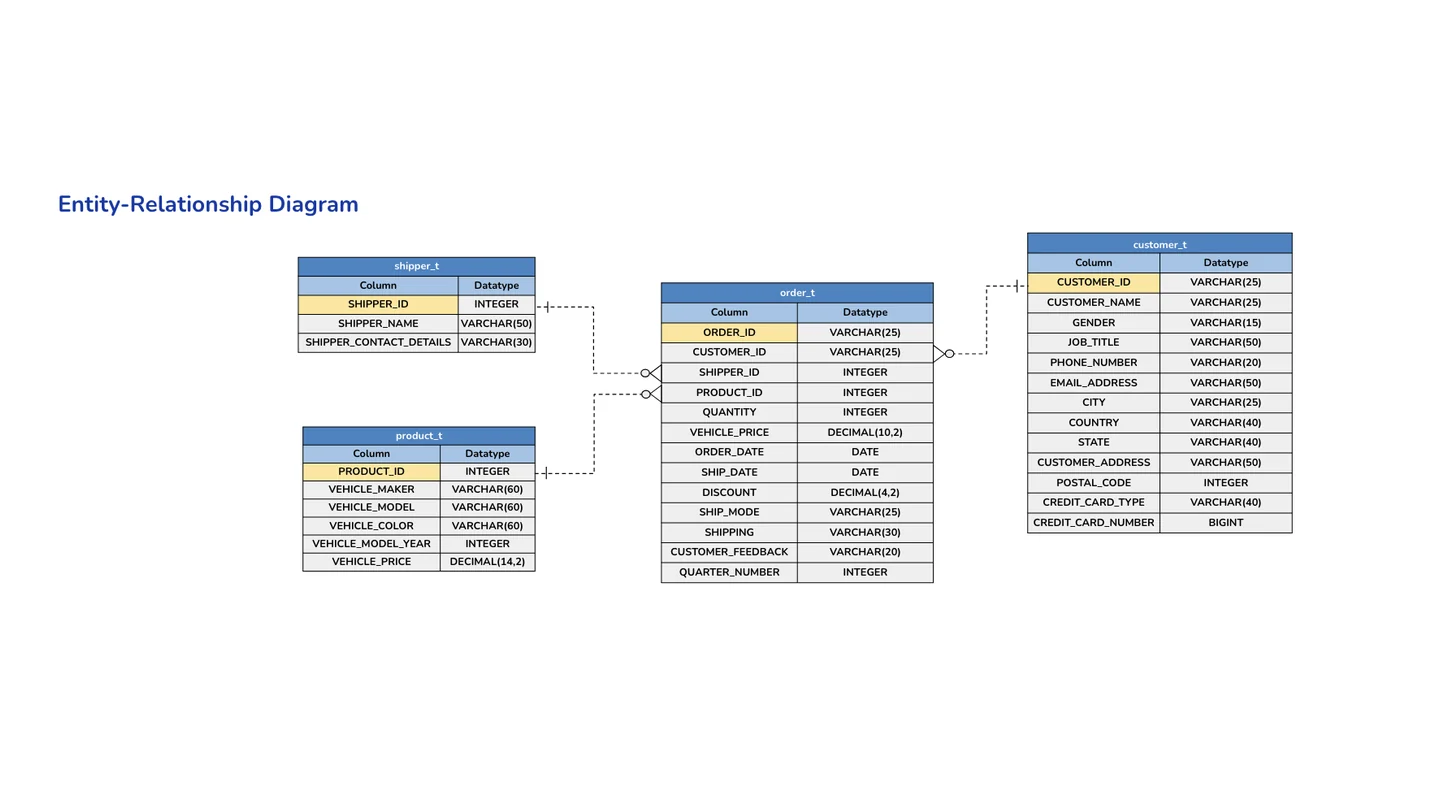 Entity-Relationship Diagram
shipper_t
Column Datatype
SHIPPER_ID INTEGER
SHIPPER_NAME VARCHAR(50)
SHIPPER_CONTACT_DETAILS VARCHAR(30)
product_t
Column Datatype
PRODUCT_ID INTEGER
VEHICLE_MAKER VARCHAR(60)
VEHICLE_MODEL VARCHAR(60)
VEHICLE_COLOR VARCHAR(60)
VEHICLE_MODEL_YEAR INTEGER
VEHICLE_PRICE DECIMAL(14,2)
order_t
Column Datatype
ORDER_ID VARCHAR(25)
CUSTOMER_ID VARCHAR(25)
SHIPPER_ID INTEGER
PRODUCT_ID INTEGER
QUANTITY INTEGER
VEHICLE_PRICE DECIMAL(10,2)
ORDER_DATE DATE
SHIP_DATE DATE
DISCOUNT DECIMAL(4,2)
SHIP_MODE VARCHAR(25)
SHIPPING VARCHAR(30)
CUSTOMER_FEEDBACK VARCHAR(20)
QUARTER_NUMBER INTEGER
customer_t
Column Datatype
CUSTOMER_ID VARCHAR(25)
CUSTOMER_NAME VARCHAR(25)
GENDER VARCHAR(15)
JOB_TITLE VARCHAR(50)
PHONE_NUMBER VARCHAR(20)
EMAIL_ADDRESS VARCHAR(50)
CITY VARCHAR(25)
COUNTRY VARCHAR(40)
STATE VARCHAR(40)
CUSTOMER_ADDRESS VARCHAR(50)
POSTAL_CODE INTEGER
CREDIT_CARD_TYPE VARCHAR(40)
CREDIT_CARD_NUMBER BIGINT